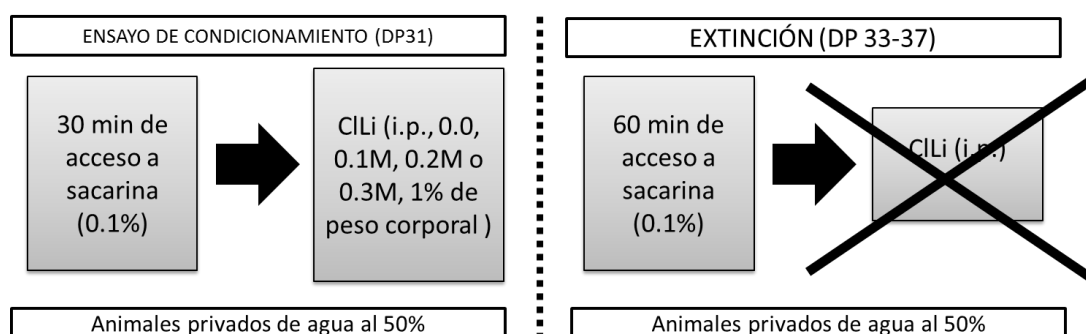 ENSAYO DE CONDICIONAMIENTO (DP31)
30 min de
acceso a
sacarina
(0.1%)
ClLi (i.p., 0.0,
0.1M, 0.2M o
0.3M, 1% de
peso corporal )
Animales privados de agua al 50%
EXTINCIÓN (DP 33-37)
60 min de
acceso a
sacarina
(0.1%)
ClLi (i.p.)
Animales privados de agua al 50%